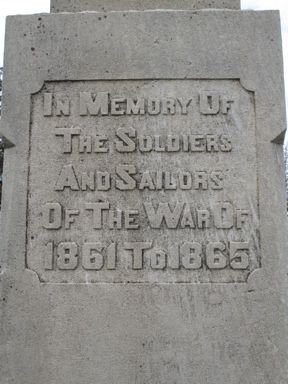 In Memory Of
The Soldiers
And Sailors
Of The War Of
1861 To 1865